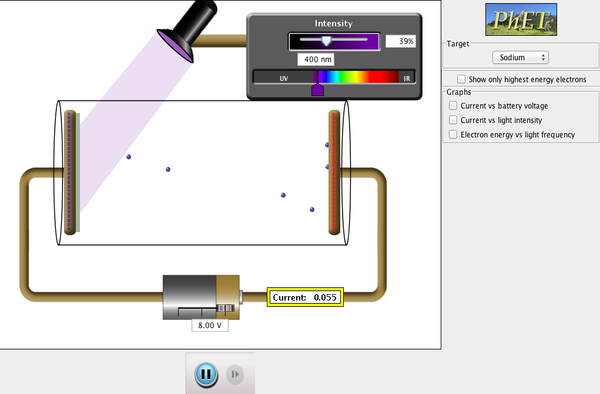 Intensity
39%
400 nm
UV
IR
PhET
Target
Sodium
Show only highest energy electrons
Graphs
Current vs battery voltage
Current vs light intensity
Electron energy vs light frequency
Current: 0.055
8.00 V